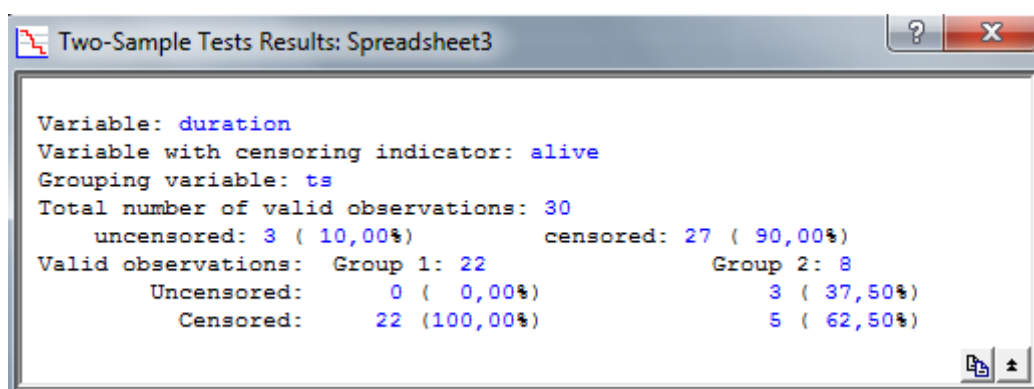 Two-Sample Tests Results: Spreadsheet3
Variable: duration
Variable with censoring indicator: alive
Grouping variable: ts
Total number of valid observations: 30
uncensored: 3 ( 10,00%) censored: 27 ( 90,00%)
Valid observations: Group 1: 22 Group 2: 8
Uncensored: 0 ( 0,00%) 3 ( 37,50%)
Censored: 22 (100,00%) 5 ( 62,50%)